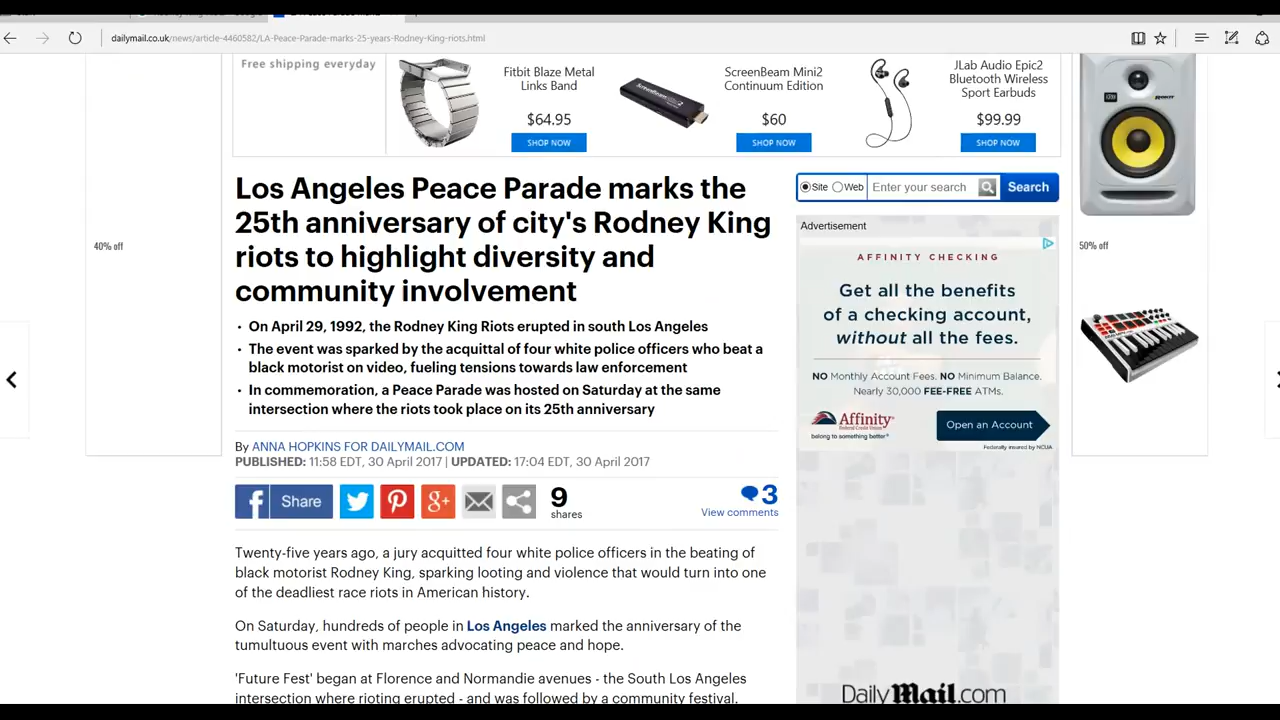 dailymail.co.uk/news/article-4460582/LA-Peace-Parade-marks-25-years-Rodney-King-riots.html
Free shipping everyday
Fitbit Blaze Metal
Links Band
$64.95
SHOP NOW
ScreenBeam Mini2
Continuum Edition
$60
SHOP NOW
JLab Audio Epic2
Bluetooth Wireless
Sport Earbuds
$99.99
SHOP NOW
40% off
50% off
Los Angeles Peace Parade marks the
25th anniversary of city's Rodney King
riots to highlight diversity and
community involvement
• On April 29, 1992, the Rodney King Riots erupted in south Los Angeles
• The event was sparked by the acquittal of four white police officers who beat a
black motorist on video, fueling tensions towards law enforcement
• In commemoration, a Peace Parade was hosted on Saturday at the same
intersection where the riots took place on its 25th anniversary
By ANNA HOPKINS FOR DAILYMAIL.COM
PUBLISHED: 11:58 EDT, 30 April 2017 | UPDATED: 17:04 EDT, 30 April 2017
Share
9
shares
3
View comments
Twenty-five years ago, a jury acquitted four white police officers in the beating of
black motorist Rodney King, sparking looting and violence that would turn into one
of the deadliest race riots in American history.
On Saturday, hundreds of people in Los Angeles marked the anniversary of the
tumultuous event with marches advocating peace and hope.
'Future Fest' began at Florence and Normandie avenues - the South Los Angeles
intersection where rioting erupted - and was followed by a community festival.
Site Web Enter your search Search
Advertisement
AFFINITY CHECKING
Get all the benefits
of a checking account,
without all the fees.
NO Monthly Account Fees. NO Minimum Balance.
Nearly 30,000 FEE-FREE ATMs.
Affinity
belong to something better
Open an Account
Federally insured by NCUA
Daily Mail.com